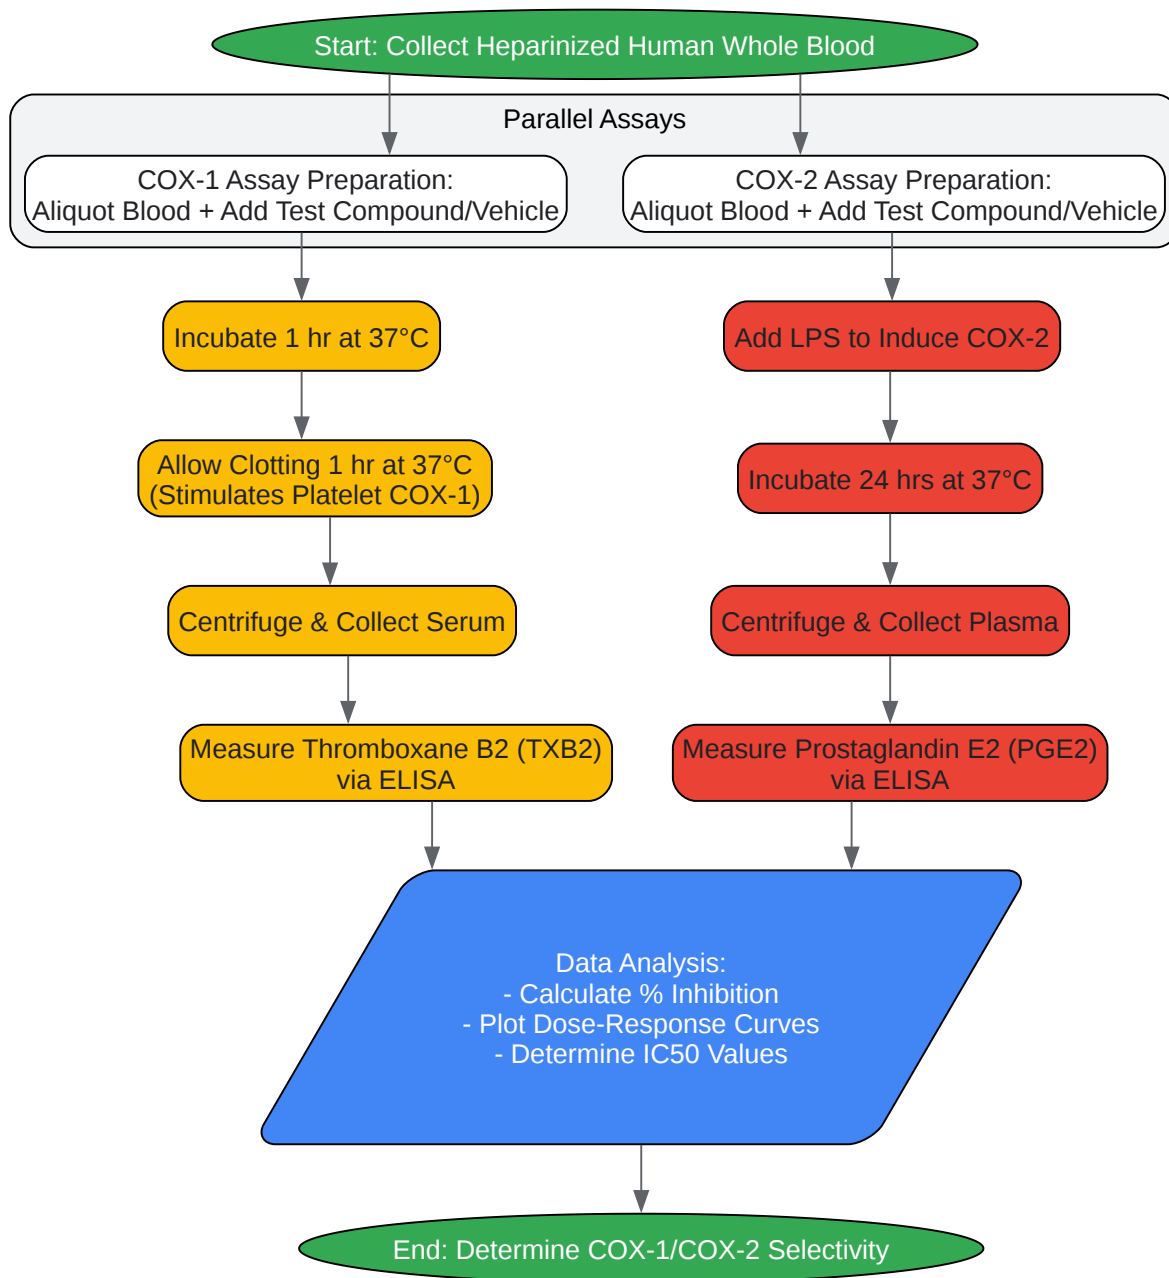 Start: Collect Heparinized Human Whole Blood
Parallel Assays
COX-1 Assay Preparation:
Aliquot Blood + Add Test Compound/Vehicle
COX-2 Assay Preparation:
Aliquot Blood + Add Test Compound/Vehicle
Incubate 1 hr at 37°C
Add LPS to Induce COX-2
Allow Clotting 1 hr at 37°C
(Stimulates Platelet COX-1)
Incubate 24 hrs at 37°C
Centrifuge & Collect Serum
Centrifuge & Collect Plasma
Measure Thromboxane B2 (TXB2)
via ELISA
Measure Prostaglandin E2 (PGE2)
via ELISA
Data Analysis:
- Calculate % Inhibition
- Plot Dose-Response Curves
- Determine IC50 Values
End: Determine COX-1/COX-2 Selectivity